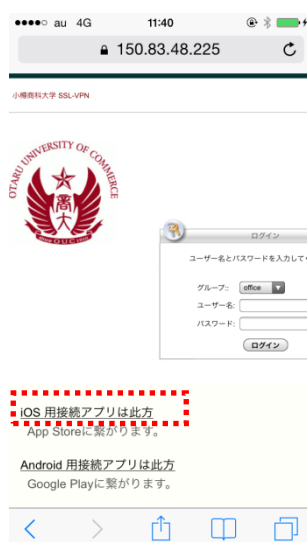 au 4G 11:40
150.83.48.225
小樽商科大学 SSL-VPN
OTARU UNIVERSITY OF COMMERCE
商大
OUC
ログイン
ユーザー名とパスワードを入力して
グループ: office
ユーザー名:
パスワード:
ログイン
iOS 用接続アプリは此方
App Storeに繋がります。
Android 用接続アプリは此方
Google Playに繋がります。